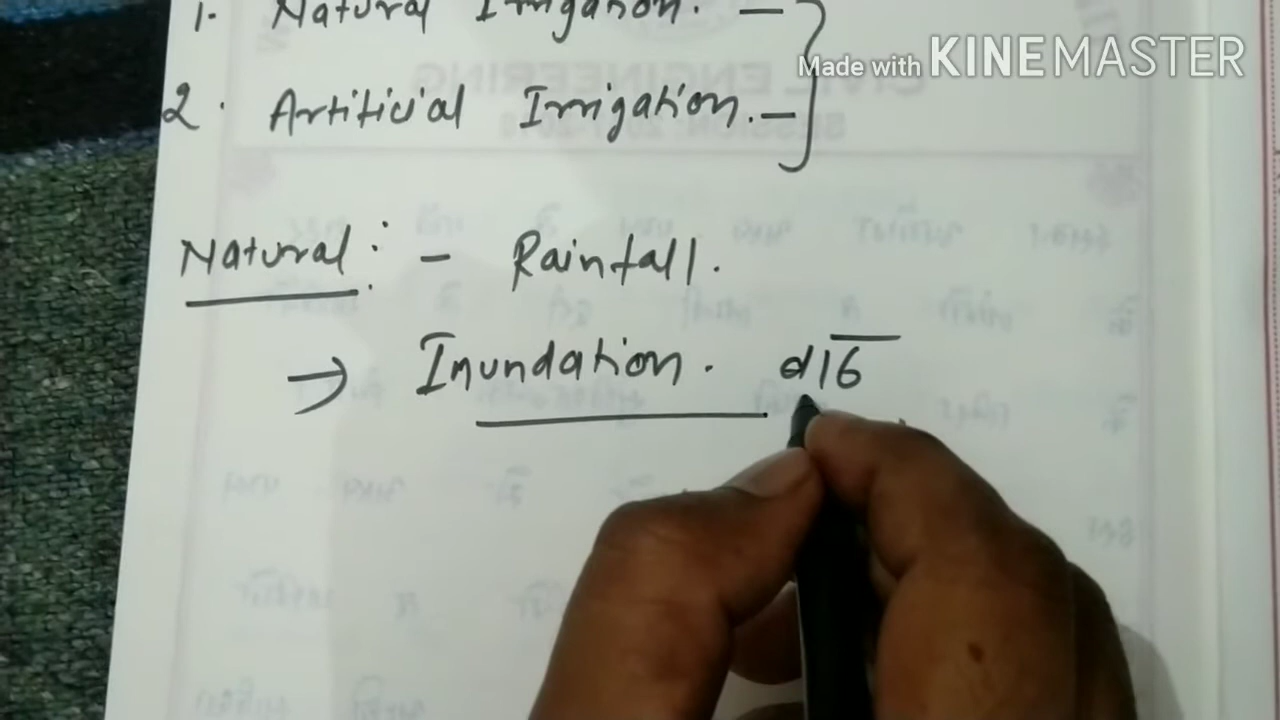 1. Natural Irrigation. —
Made with KINEMASTER
2. Artificial Irrigation. —
Natural :- Rainfall.
→ Inundation. बाढ